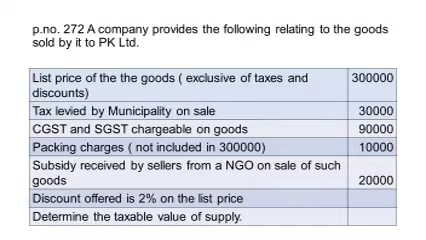 p.no. 272 A company provides the following relating to the goods
sold by it to PK Ltd.
List price of the the goods ( exclusive of taxes and 300000
discounts)
Tax levied by Municipality on sale 30000
CGST and SGST chargeable on goods 90000
Packing charges ( not included in 300000) 10000
Subsidy received by sellers from a NGO on sale of such
goods 20000
Discount offered is 2% on the list price
Determine the taxable value of supply.